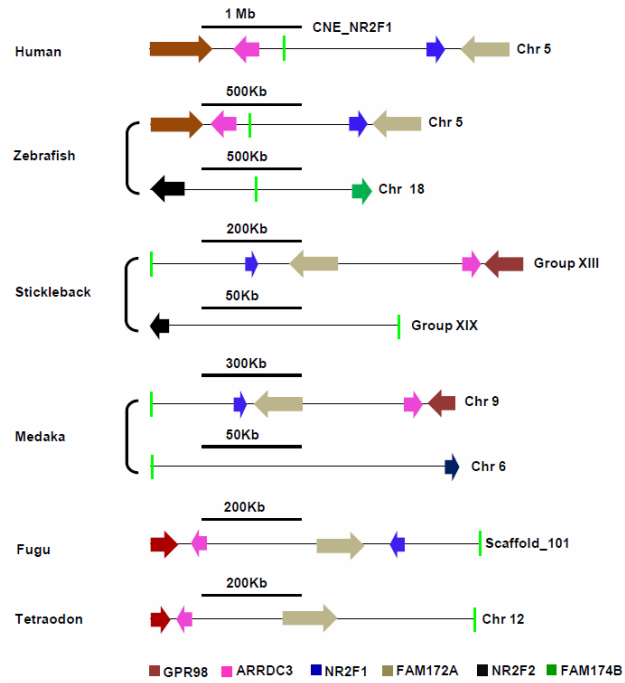 1 Mb
CNE_NR2F1
Human
Chr 5
500Kb
Chr 5
Zebrafish
500Kb
Chr 18
200Kb
Group XIII
Stickleback
50Kb
Group XIX
300Kb
Chr 9
Medaka
50Kb
Chr 6
200Kb
Fugu
Scaffold_101
200Kb
Tetraodon
Chr 12
GPR98 ARRDC3 NR2F1 FAM172A NR2F2 FAM174B